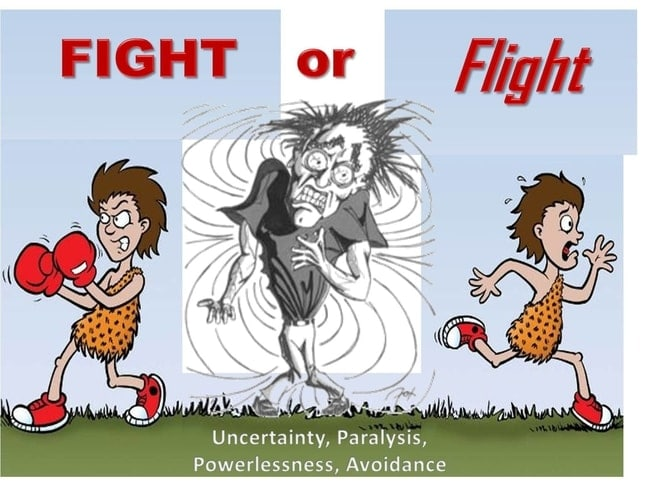 FIGHT or Flight
Uncertainty, Paralysis,
Powerlessness, Avoidance